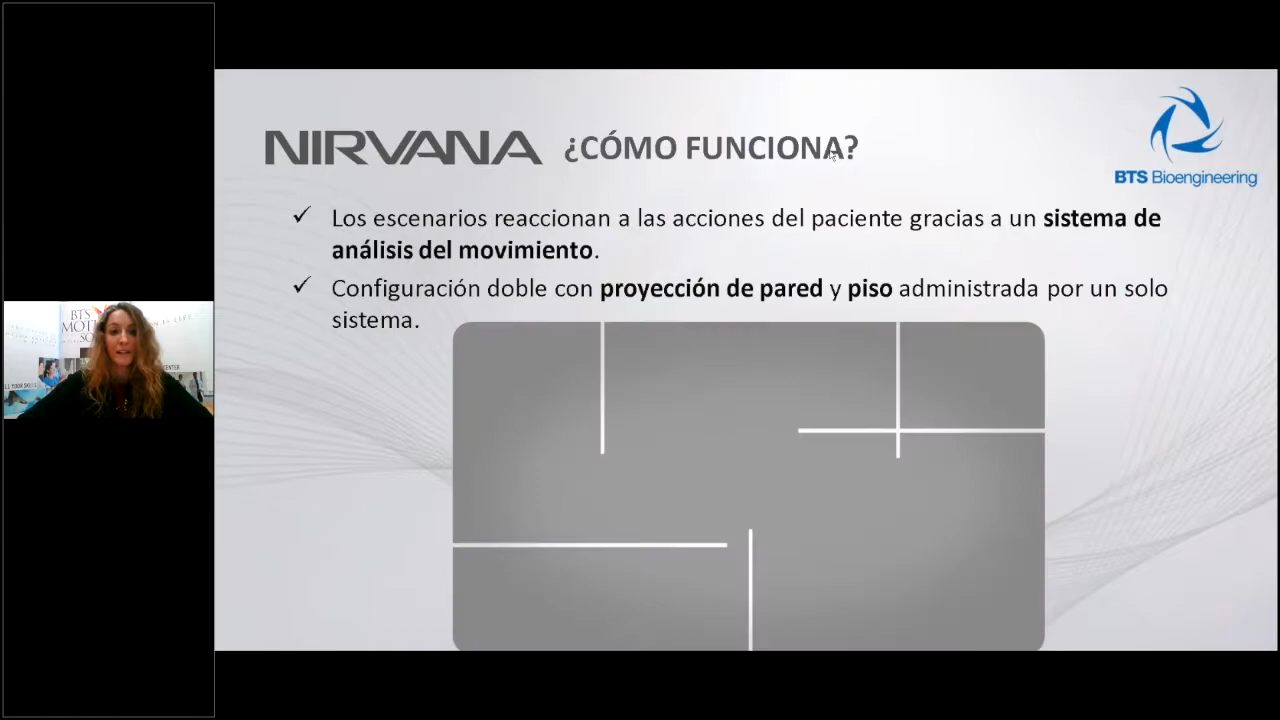 NIRVANA ¿CÓMO FUNCIONA?
BTS Bioengineering
✓ Los escenarios reaccionan a las acciones del paciente gracias a un sistema de
análisis del movimiento.
✓ Configuración doble con proyección de pared y piso administrada por un solo
sistema.
BTS